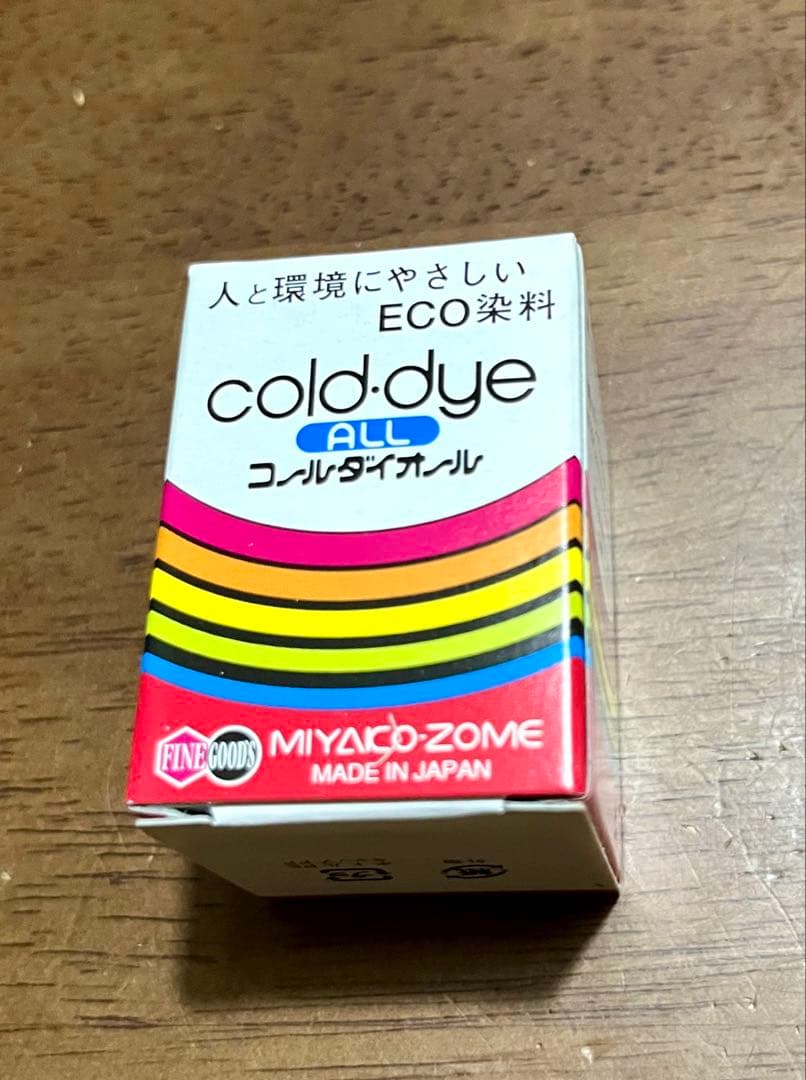 人と環境にやさしい
ECO染料
cold·dye
ALL
コールダイオール
FINE GOODS
MIYAKO-ZOME
MADE IN JAPAN